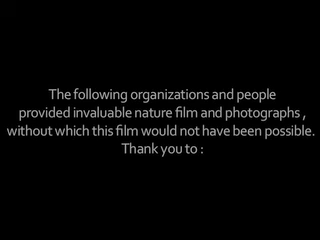 The following organizations and people
provided invaluable nature film and photographs ,
without which this film would not have been possible.
Thank you to :